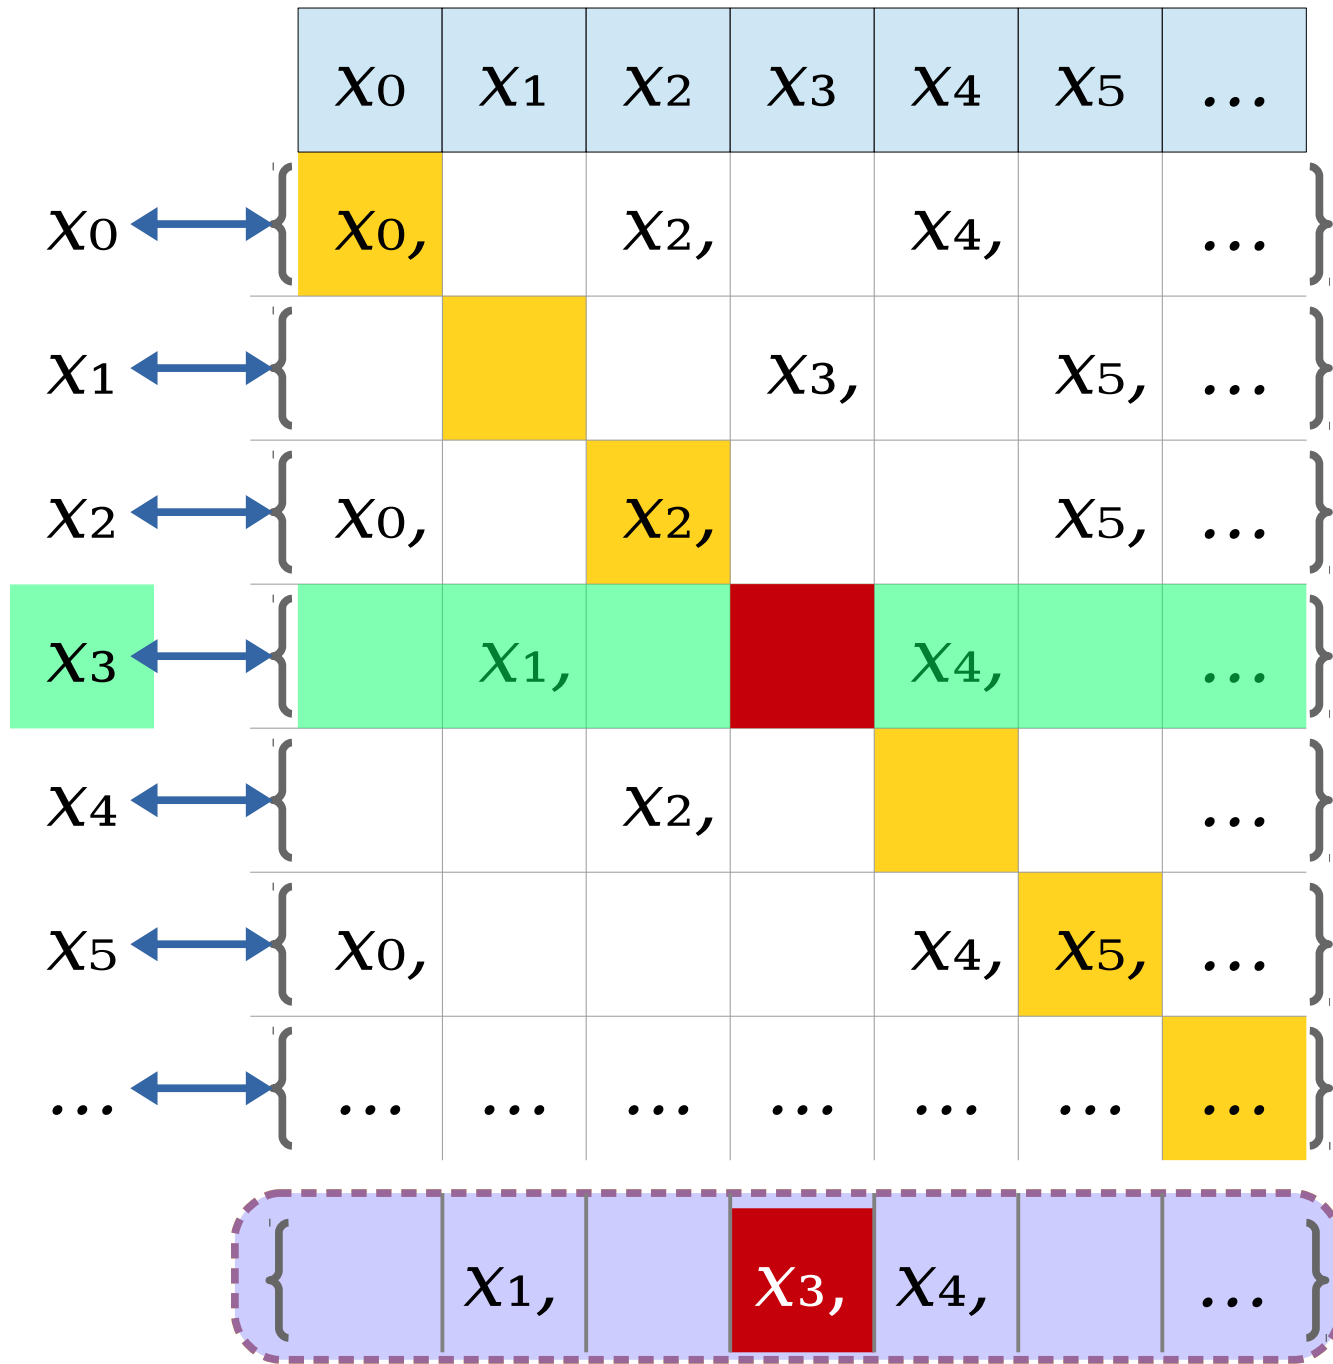 x₀ x₁ x₂ x₃ x₄ x₅ ...
x₀ { x₀, x₂, x₄, ... }
x₁ { x₃, x₅, ... }
x₂ { x₀, x₂, x₅, ... }
x₃ { x₁, x₄, ... }
x₄ { x₂, ... }
x₅ { x₀, x₄, x₅, ... }
... { ... ... ... ... ... ... ... }
{ x₁, x₃, x₄, ... }